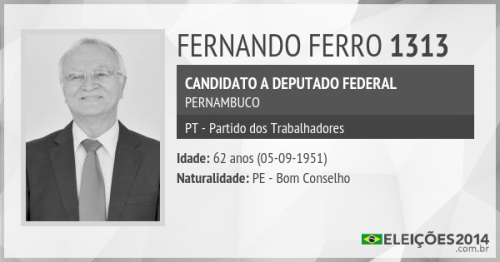 FERNANDO FERRO 1313
CANDIDATO A DEPUTADO FEDERAL
PERNAMBUCO
PT - Partido dos Trabalhadores
Idade: 62 anos (05-09-1951)
Naturalidade: PE - Bom Conselho
ELEIÇÕES2014
.com.br